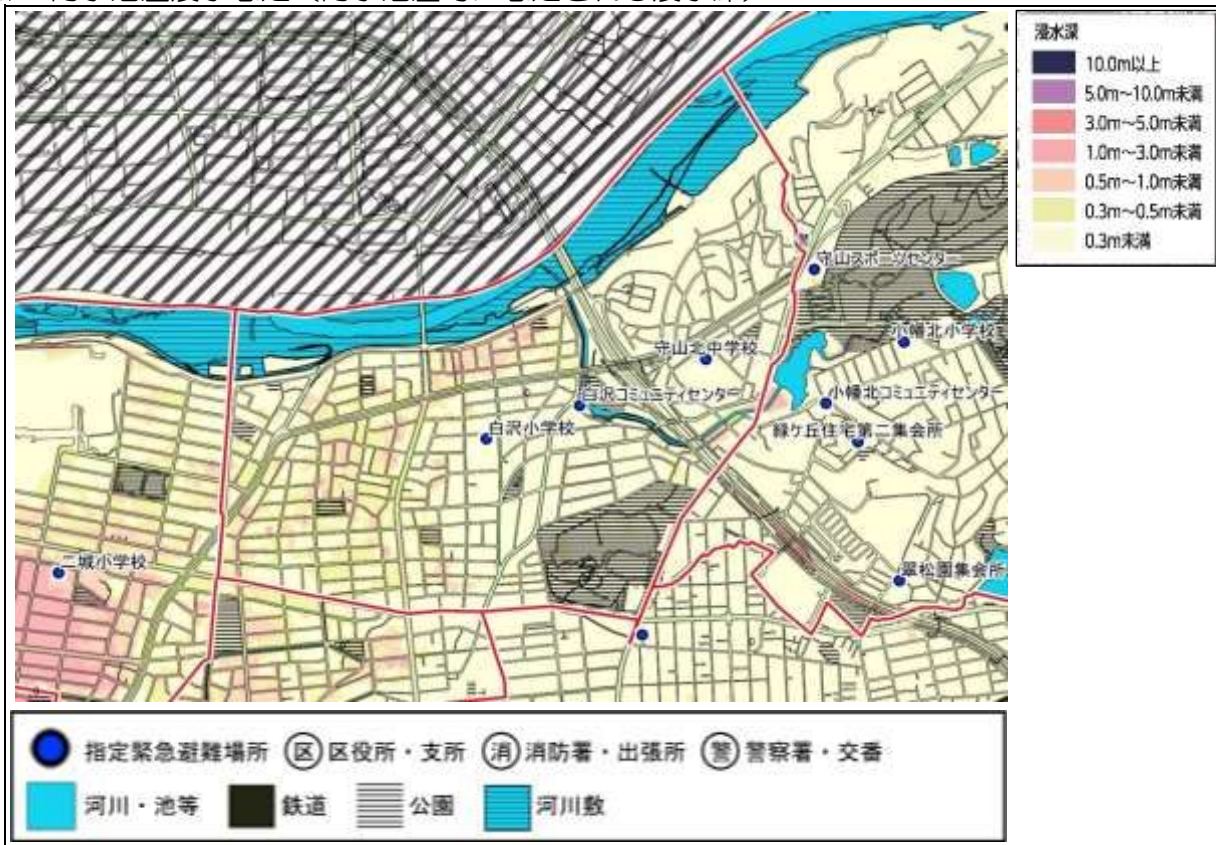 浸水深
10.0m以上
5.0m～10.0m未満
3.0m～5.0m未満
1.0m～3.0m未満
0.5m～1.0m未満
0.3m～0.5m未満
0.3m未満
守山スポーツセンター
小幡北小学校
守山北中学校
白沢コミュニティセンター
小幡北コミュニティセンター
白沢小学校
緑ケ丘住宅第二集会所
二城小学校
翠松園集会所
指定緊急避難場所 区 区役所・支所 消 消防署・出張所 警 警察署・交番
河川・池等 鉄道 公園 河川敷